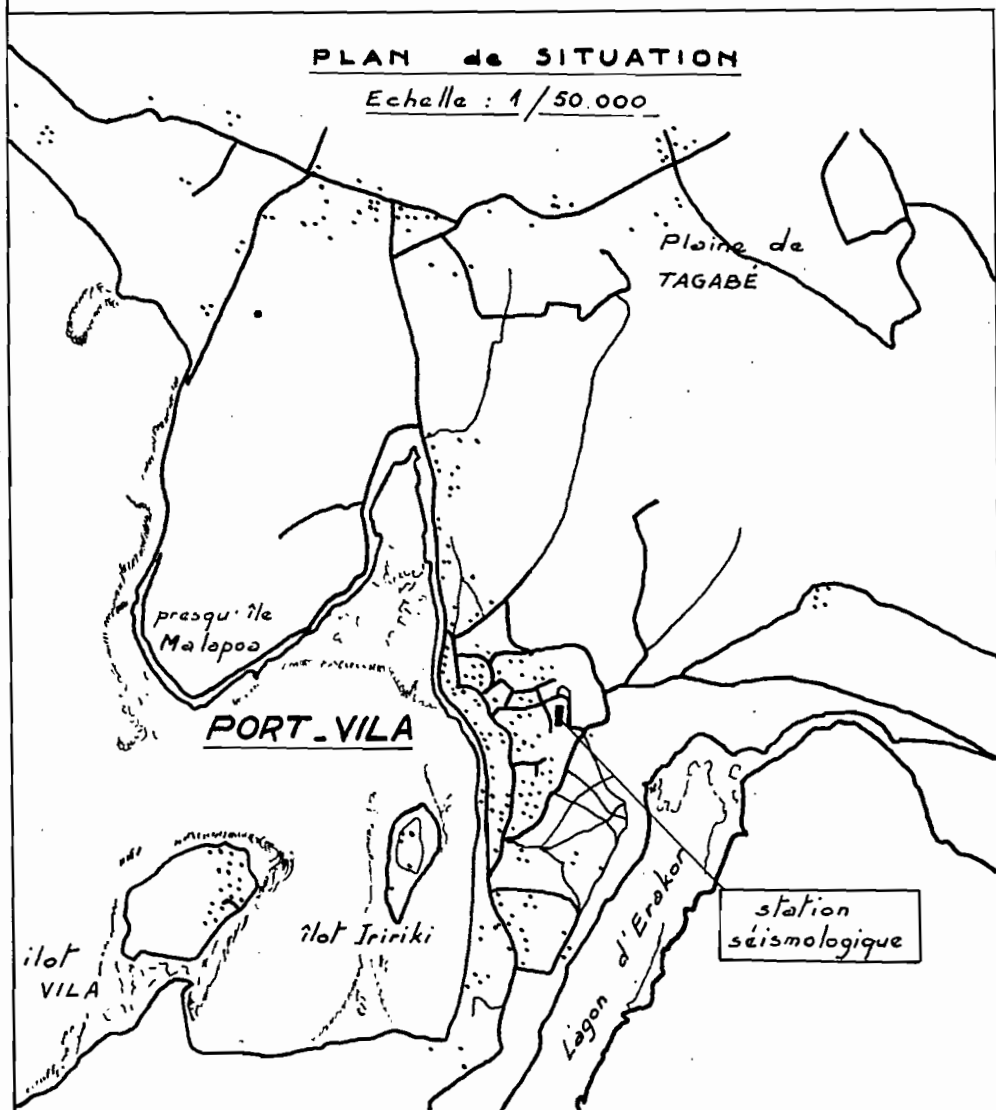 PLAN de SITUATION
Echelle : 1/50.000
Plaine de
TAGABÉ
presqu'île
Malapoa
PORT_VILA
îlot Iririki
ilot
VILA
Lagon d'Erakor
station
séismologique